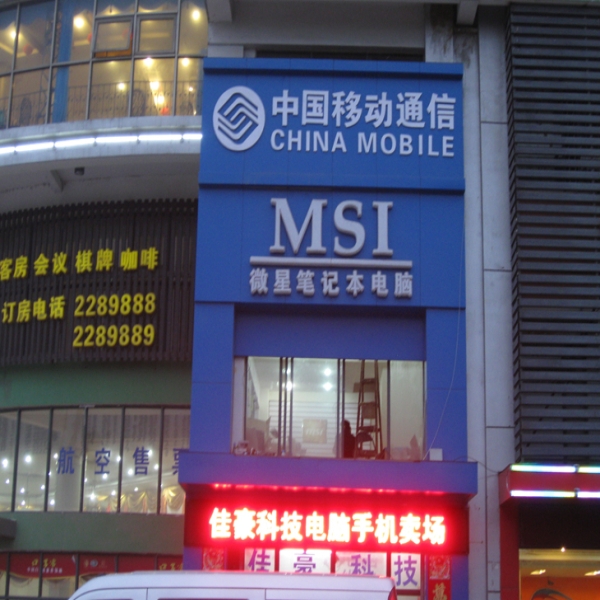 中国移动通信
CHINA MOBILE
MSI
微星笔记本电脑
客房 会议 棋牌 咖啡
订房电话 2289888
2289889
航空售票
佳豪科技电脑手机卖场
佳豪科技